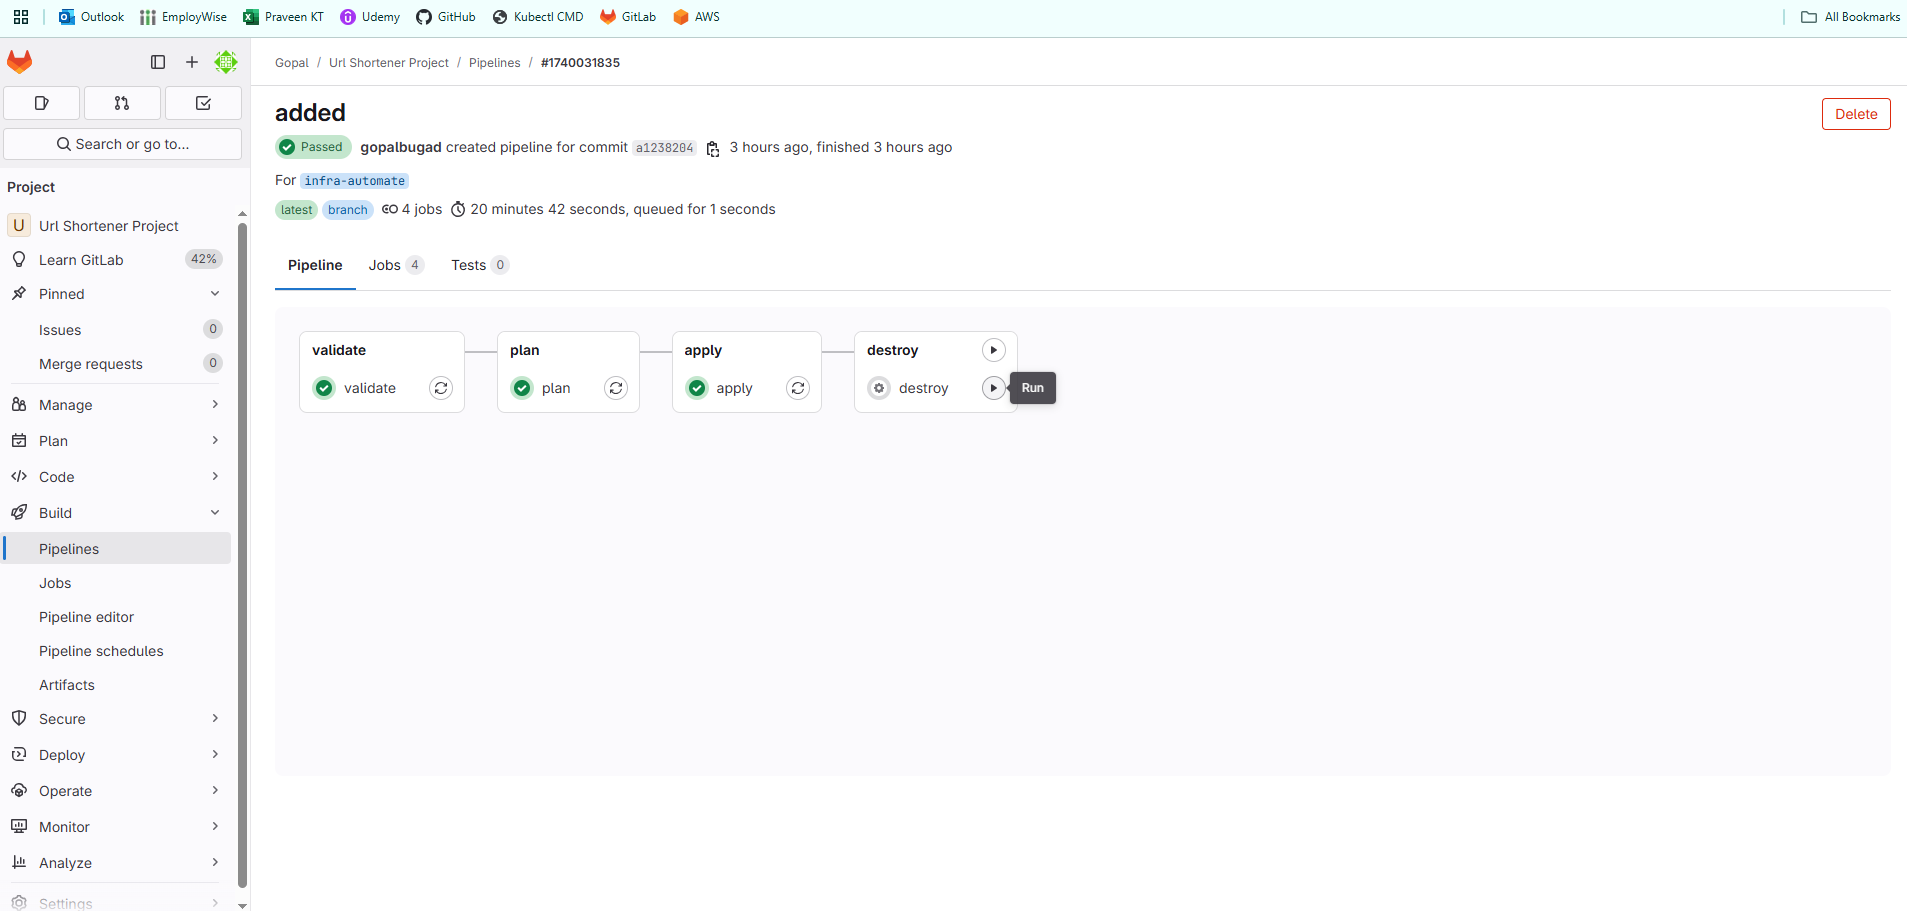 Outlook EmployWise Praveen KT Udemy GitHub Kubectl CMD GitLab AWS All Bookmarks
Gopal / Url Shortener Project / Pipelines / #1740031835
Search or go to...
Project
U Url Shortener Project
Learn GitLab 42%
Pinned
Issues 0
Merge requests 0
Manage
Plan
Code
Build
Pipelines
Jobs
Pipeline editor
Pipeline schedules
Artifacts
Secure
Deploy
Operate
Monitor
Analyze
Settings
added
Delete
Passed gopalbugad created pipeline for commit a1238204 3 hours ago, finished 3 hours ago
For infra-automate
latest branch 4 jobs 20 minutes 42 seconds, queued for 1 seconds
Pipeline Jobs 4 Tests 0
validate plan apply destroy
validate plan apply destroy Run